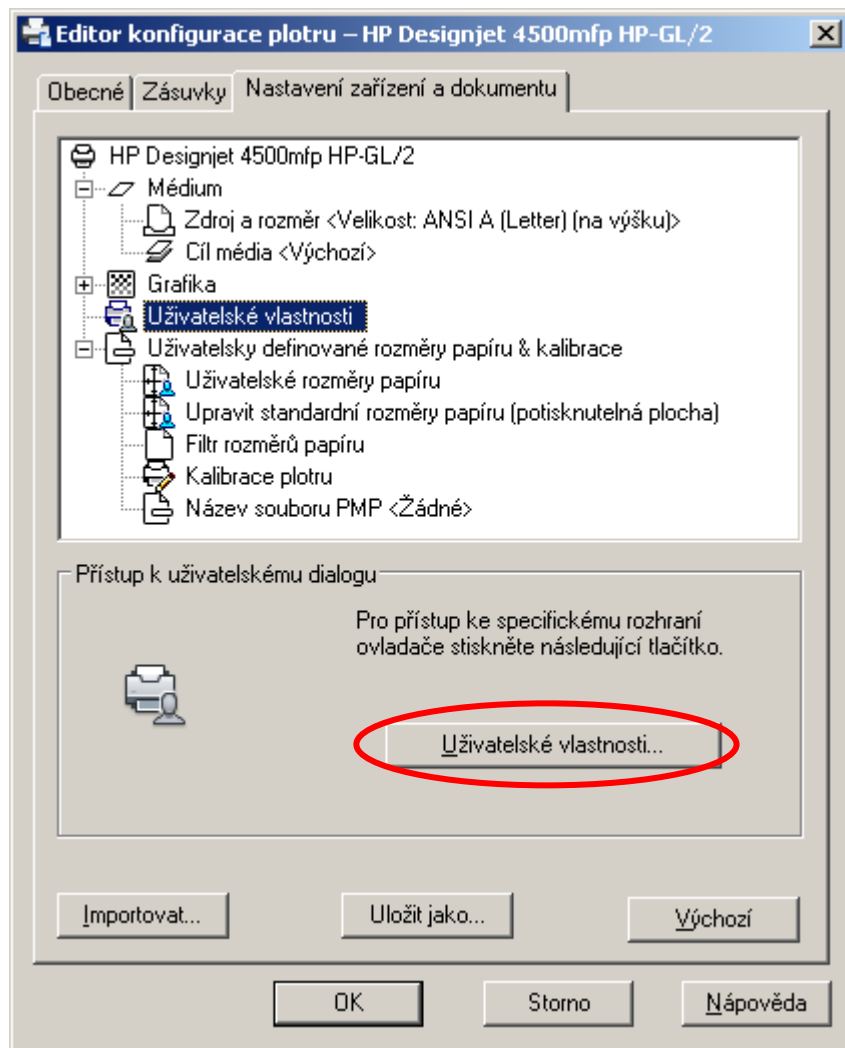 Editor konfigurace plotru – HP Designjet 4500mfp HP-GL/2
Obecné Zásuvky Nastavení zařízení a dokumentu
HP Designjet 4500mfp HP-GL/2
Médium
Zdroj a rozměr <Velikost: ANSI A (Letter) (na výšku)>
Cíl média <Výchozí>
Grafika
Uživatelské vlastnosti
Uživatelsky definované rozměry papíru & kalibrace
Uživatelské rozměry papíru
Upravit standardní rozměry papíru (potisknutelná plocha)
Filtr rozměrů papíru
Kalibrace plotru
Název souboru PMP <Žádné>
Přístup k uživatelskému dialogu
Pro přístup ke specifickému rozhraní
ovladače stiskněte následující tlačítko.
Uživatelské vlastnosti...
Importovat... Uložit jako... Výchozí
OK Storno Nápověda